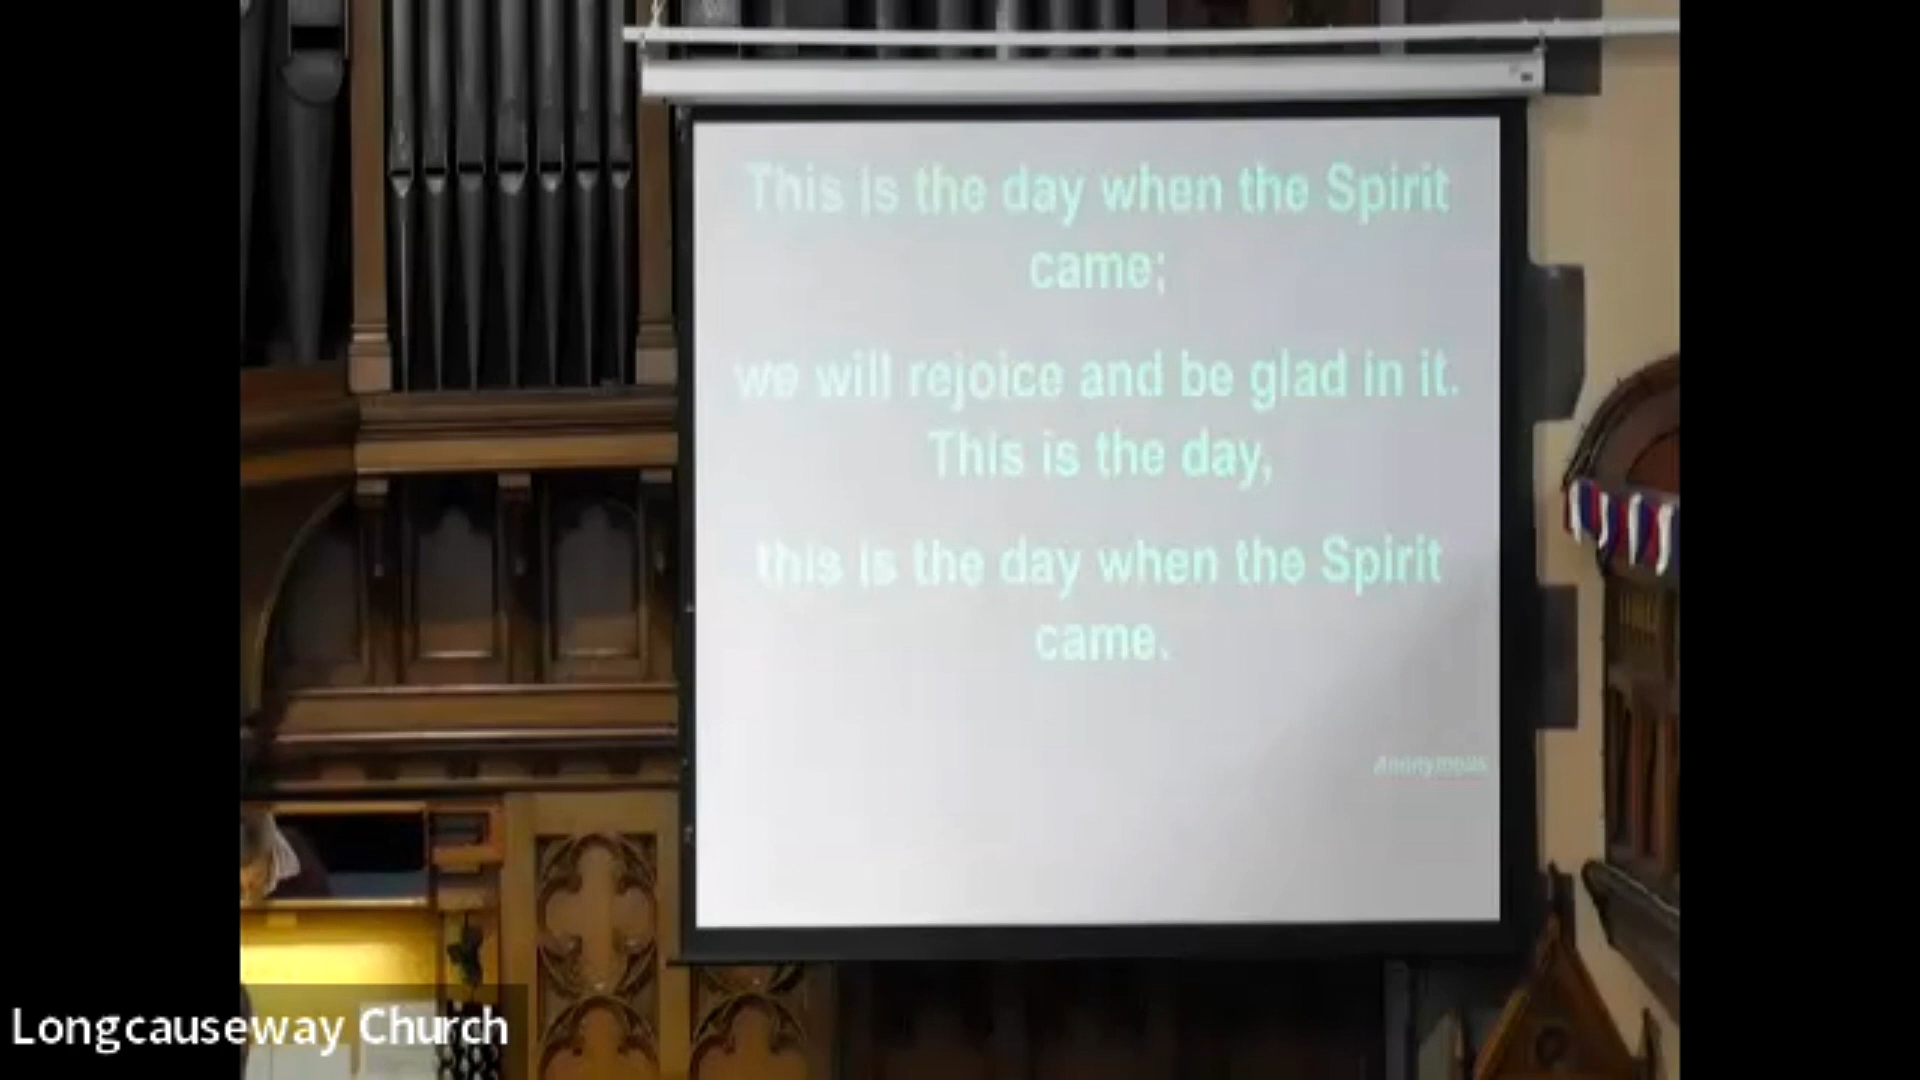 This is the day when the Spirit
came;
we will rejoice and be glad in it.
This is the day,
this is the day when the Spirit
came.
Anonymous
Longcauseway Church